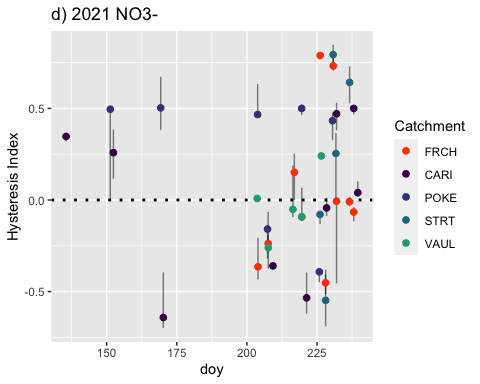 d) 2021 NO3-
Hysteresis Index
0.5
0.0
-0.5
150
175
200
225
doy
Catchment
FRCH
CARI
POKE
STRT
VAUL